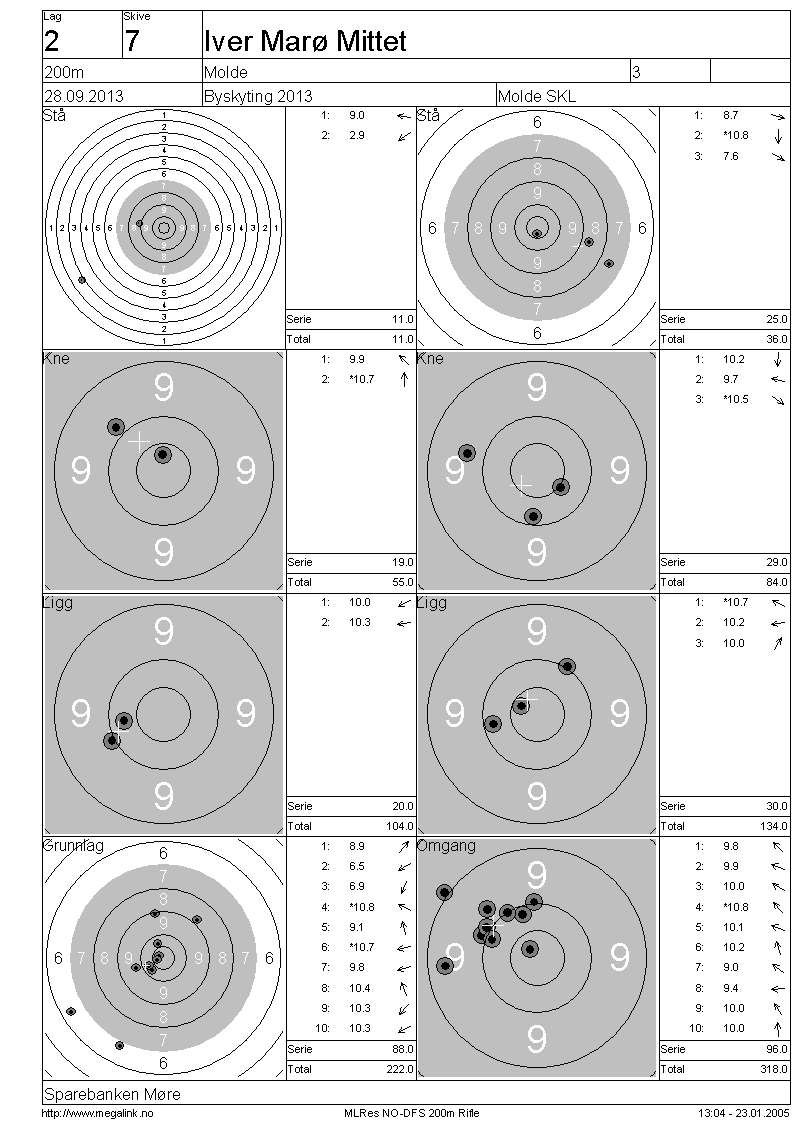 Lag Skive
2 7 Iver Marø Mittet
200m Molde 3
28.09.2013 Byskyting 2013 Molde SKL
Stå
1: 9.0
2: 2.9
Serie 11.0
Total 11.0
Stå
1: 8.7
2: *10.8
3: 7.6
Serie 25.0
Total 36.0
Kne
1: 9.9
2: *10.7
Serie 19.0
Total 55.0
Kne
1: 10.2
2: 9.7
3: *10.5
Serie 29.0
Total 84.0
Ligg
1: 10.0
2: 10.3
Serie 20.0
Total 104.0
Ligg
1: *10.7
2: 10.2
3: 10.0
Serie 30.0
Total 134.0
Grunnlag
1: 8.9
2: 6.5
3: 6.9
4: *10.8
5: 9.1
6: *10.7
7: 9.8
8: 10.4
9: 10.3
10: 10.3
Serie 88.0
Total 222.0
Omgang
1: 9.8
2: 9.9
3: 10.0
4: *10.8
5: 10.1
6: 10.2
7: 9.0
8: 9.4
9: 10.0
10: 10.0
Serie 96.0
Total 318.0
Sparebanken Møre
http://www.megalink.no MLRes NO-DFS 200m Rifle 13:04 - 23.01.2005